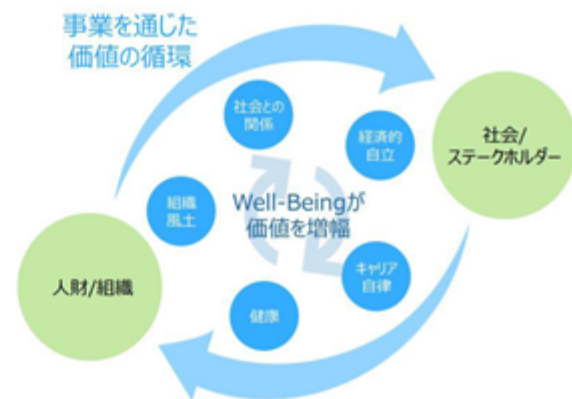 事業を通じた
価値の循環
社会との
関係
経済的
自立
社会/
ステークホルダー
組織
風土
Well-Beingが
価値を増幅
人財/組織
キャリア
自律
健康